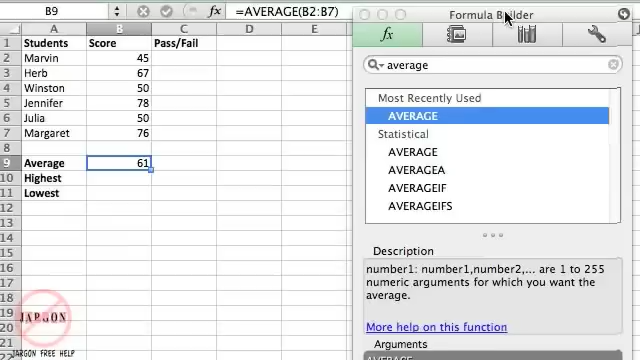 B9 fx =AVERAGE(B2:B7)
Formula Builder
fx
average
Most Recently Used
AVERAGE
Statistical
AVERAGE
AVERAGEA
AVERAGEIF
AVERAGEIFS
Description
number1: number1,number2,... are 1 to 255
numeric arguments for which you want the
average.
More help on this function
Arguments
AVERAGE
A B C
1 Students Score Pass/Fail
2 Marvin 45
3 Herb 67
4 Winston 50
5 Jennifer 78
6 Julia 50
7 Margaret 76
8
9 Average 61
10 Highest
11 Lowest
12
13
14
15
16
17
18
19
20
21
JARGON
JARGON FREE HELP